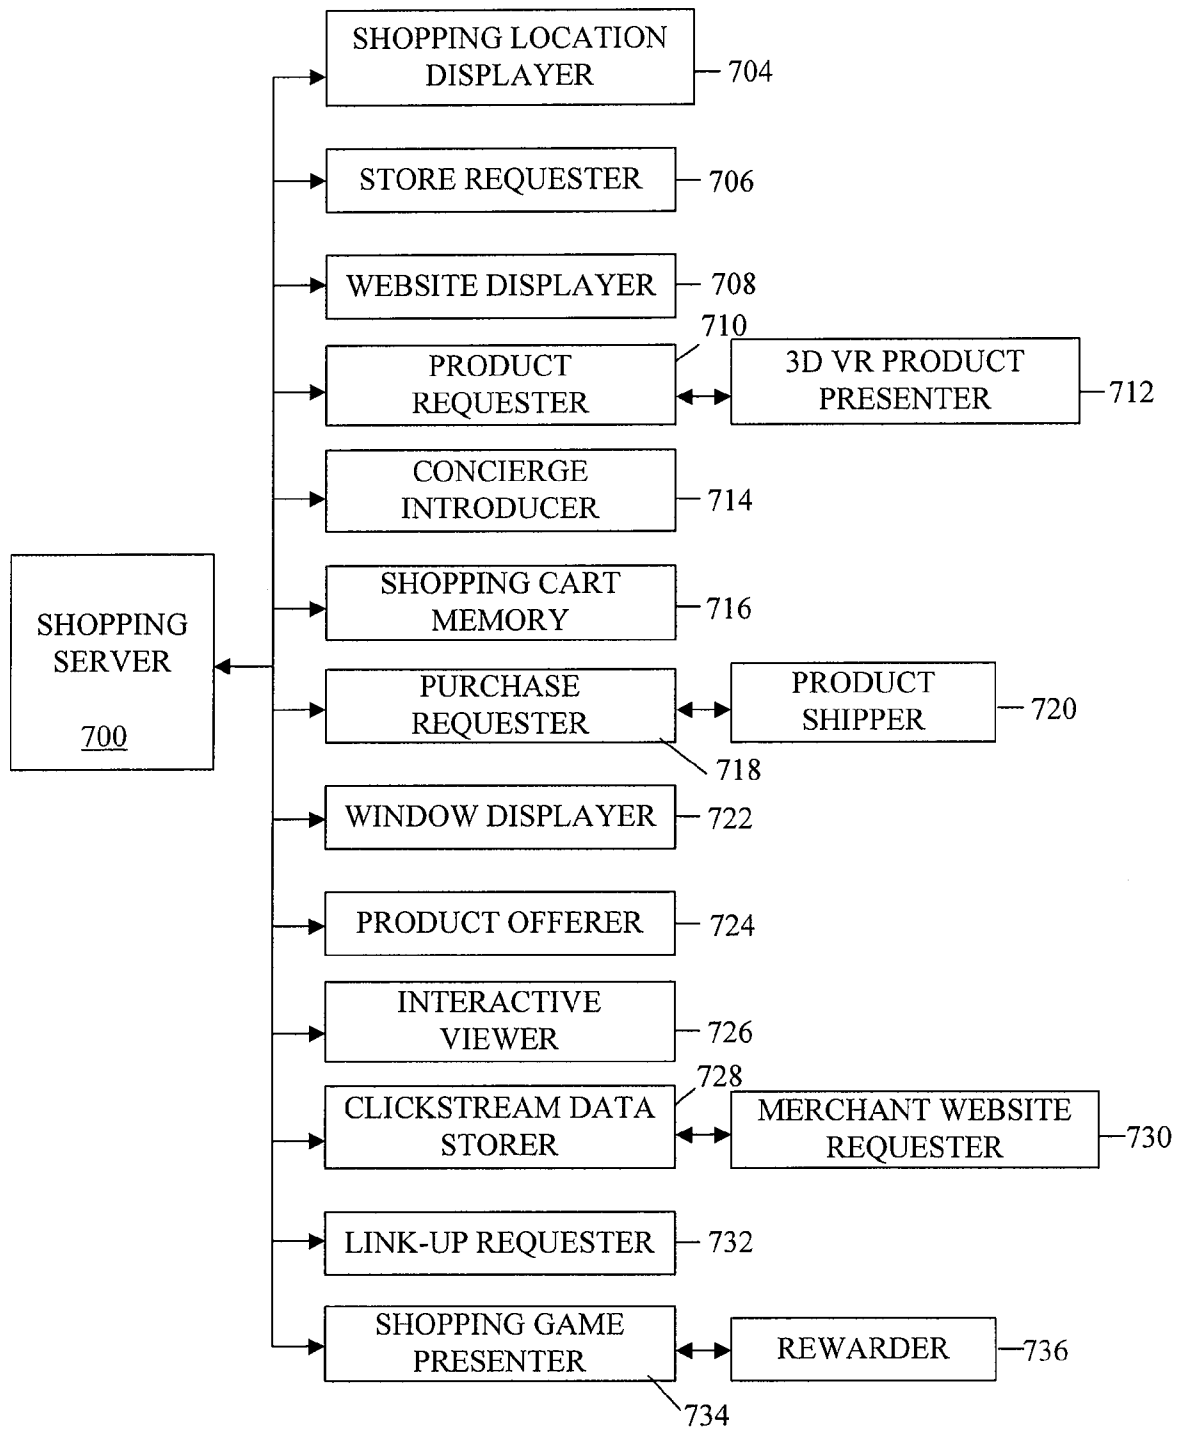 SHOPPING LOCATION
DISPLAYER
704
STORE REQUESTER
706
WEBSITE DISPLAYER
708
710
PRODUCT
REQUESTER
3D VR PRODUCT
PRESENTER
712
CONCIERGE
INTRODUCER
714
SHOPPING CART
MEMORY
716
SHOPPING
SERVER
700
PURCHASE
REQUESTER
718
PRODUCT
SHIPPER
720
WINDOW DISPLAYER
722
PRODUCT OFFERER
724
INTERACTIVE
VIEWER
726
728
CLICKSTREAM DATA
STORER
MERCHANT WEBSITE
REQUESTER
730
LINK-UP REQUESTER
732
SHOPPING GAME
PRESENTER
734
REWARDER
736